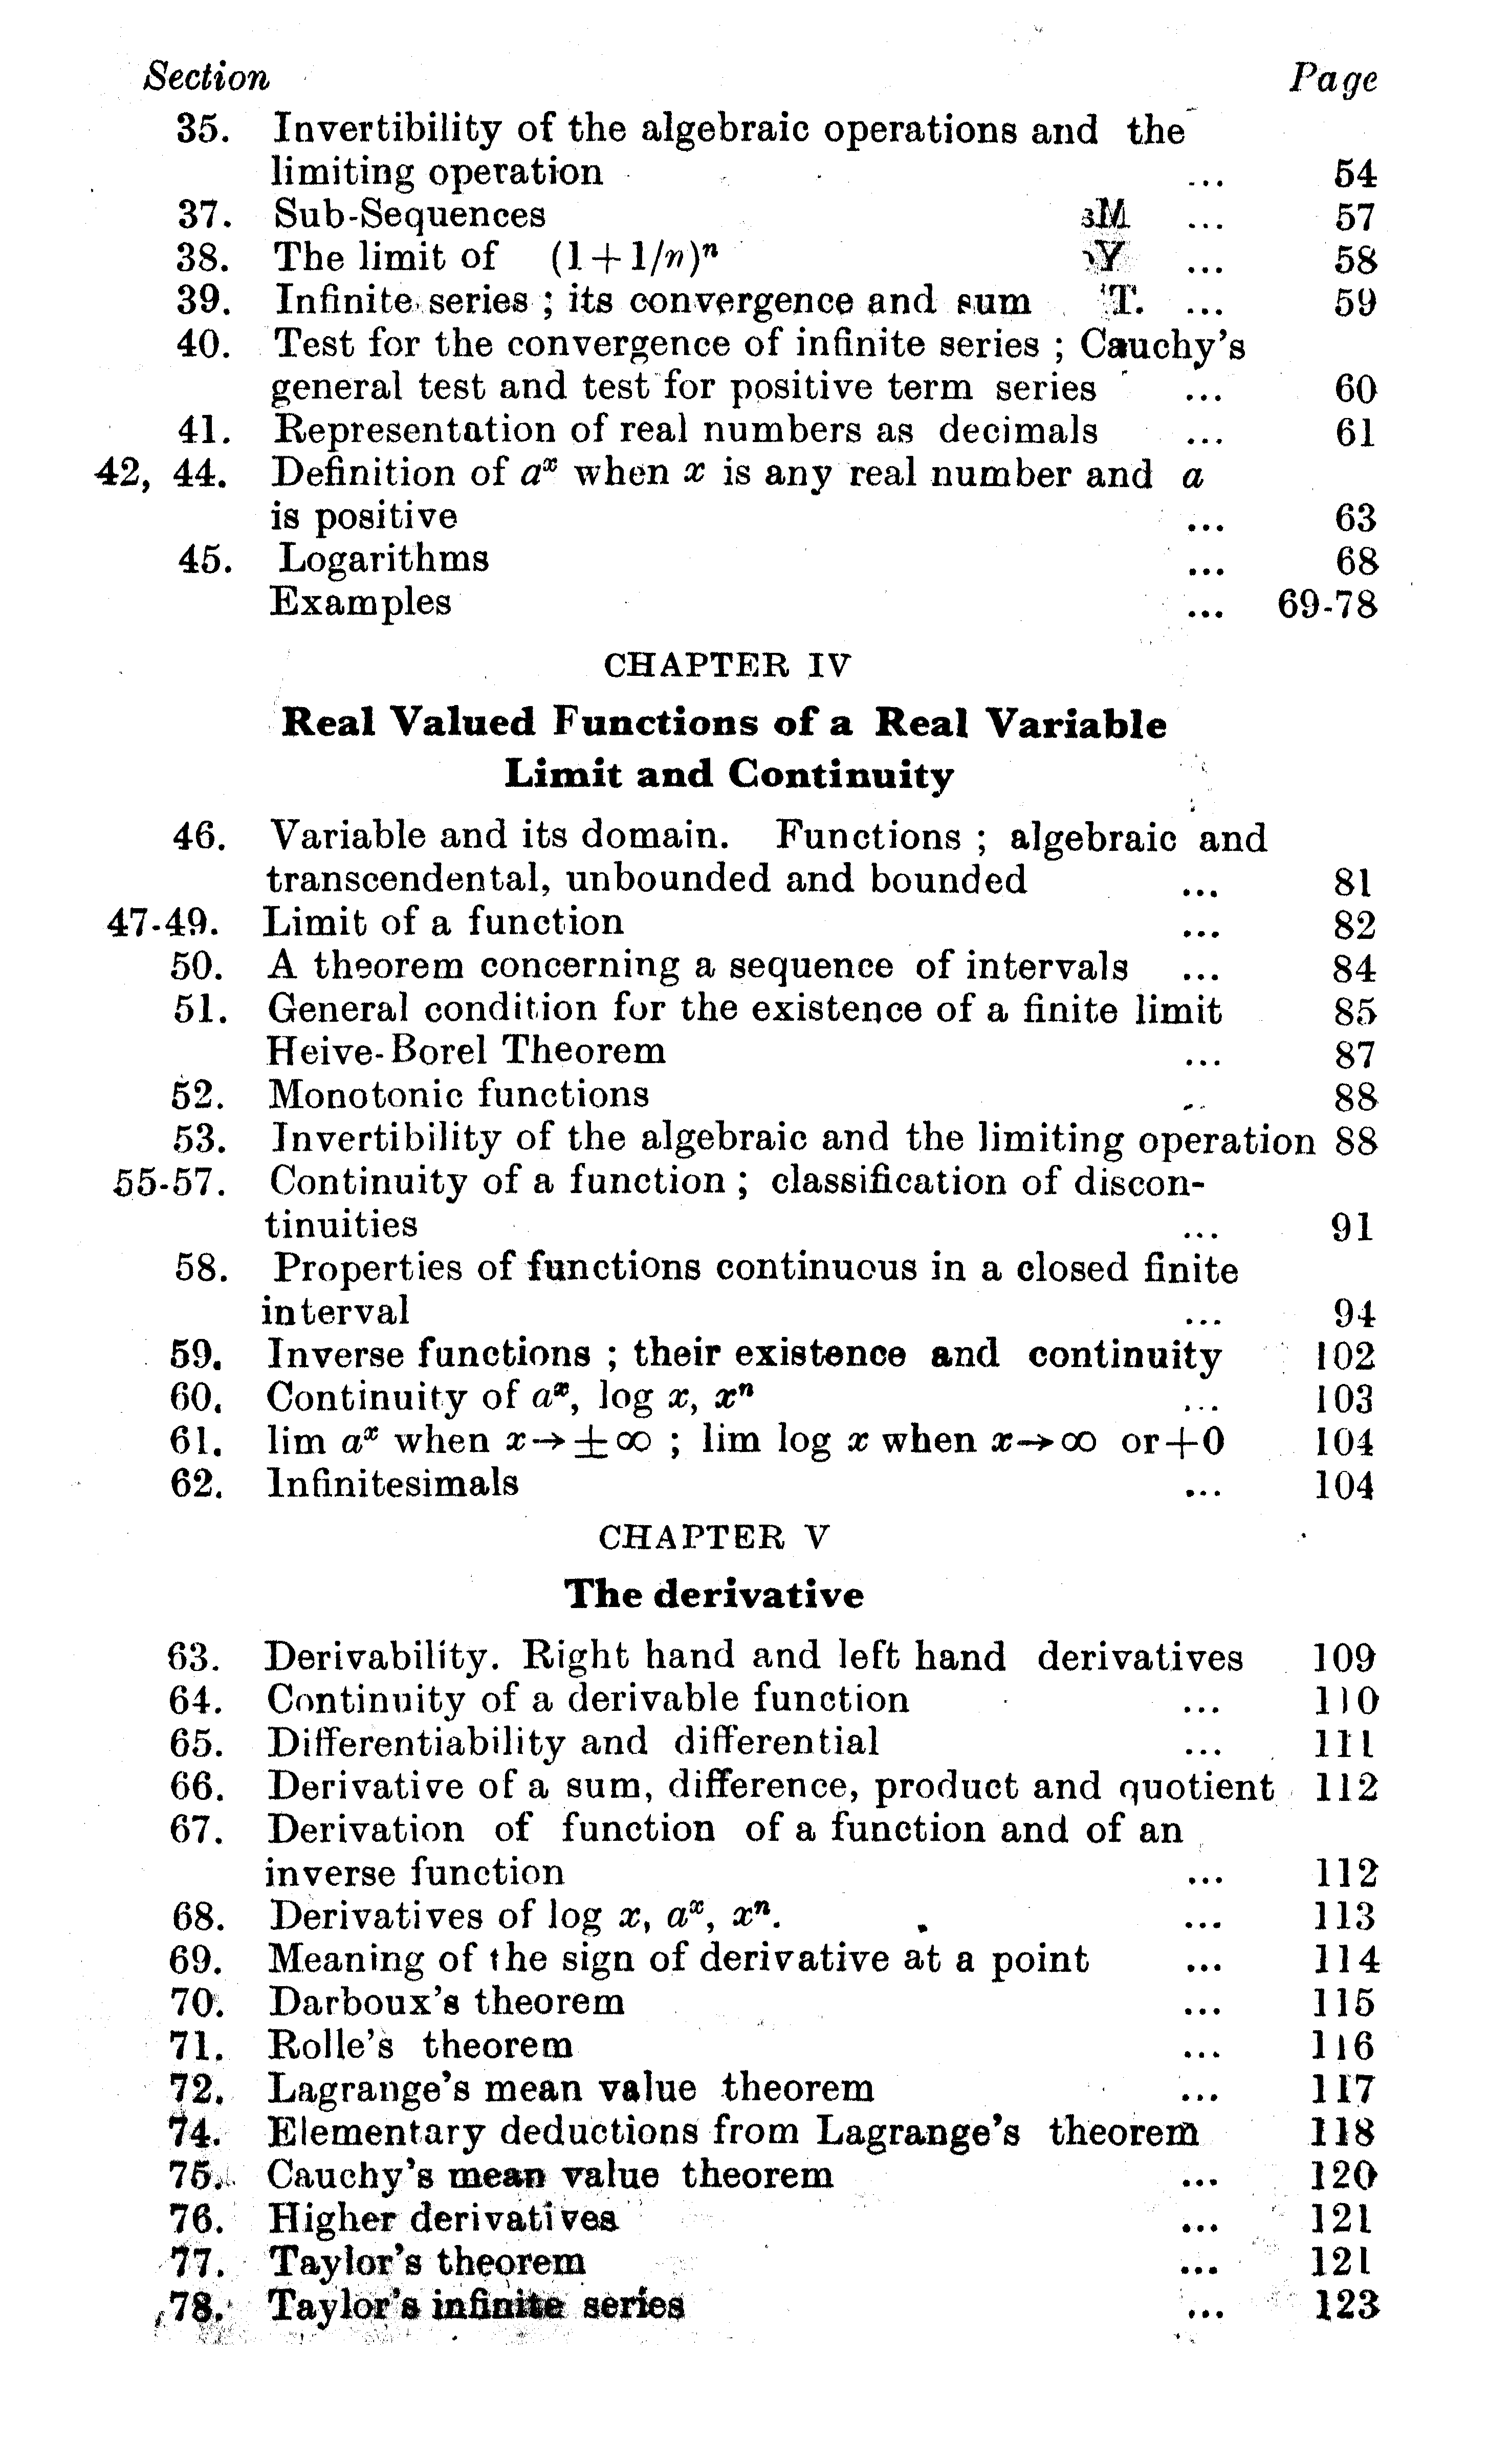 Section Page
35. Invertibility of the algebraic operations and the
limiting operation ... 54
37. Sub-Sequences M ... 57
38. The limit of (1+1/n)ⁿ Y ... 58
39. Infinite series ; its convergence and sum T. ... 59
40. Test for the convergence of infinite series ; Cauchy's
general test and test for positive term series ... 60
41. Representation of real numbers as decimals ... 61
42, 44. Definition of aˣ when x is any real number and a
is positive ... 63
45. Logarithms ... 68
Examples ... 69-78
CHAPTER IV
Real Valued Functions of a Real Variable
Limit and Continuity
46. Variable and its domain. Functions ; algebraic and
transcendental, unbounded and bounded ... 81
47-49. Limit of a function ... 82
50. A theorem concerning a sequence of intervals ... 84
51. General condition for the existence of a finite limit 85
Heive-Borel Theorem ... 87
52. Monotonic functions .. 88
53. Invertibility of the algebraic and the limiting operation 88
55-57. Continuity of a function ; classification of discon-
tinuities ... 91
58. Properties of functions continuous in a closed finite
interval ... 94
59. Inverse functions ; their existence and continuity 102
60. Continuity of aˣ, log x, xⁿ ... 103
61. lim aˣ when x→±∞ ; lim log x when x→∞ or+0 104
62. Infinitesimals ... 104
CHAPTER V
The derivative
63. Derivability. Right hand and left hand derivatives 109
64. Continuity of a derivable function ... 110
65. Differentiability and differential ... 111
66. Derivative of a sum, difference, product and quotient 112
67. Derivation of function of a function and of an
inverse function ... 112
68. Derivatives of log x, aˣ, xⁿ. ... 113
69. Meaning of the sign of derivative at a point ... 114
70. Darboux's theorem ... 115
71. Rolle's theorem ... 116
72. Lagrange's mean value theorem ... 117
74. Elementary deductions from Lagrange's theorem 118
75. Cauchy's mean value theorem ... 120
76. Higher derivatives ... 121
77. Taylor's theorem ... 121
78. Taylor's infinite series ... 123